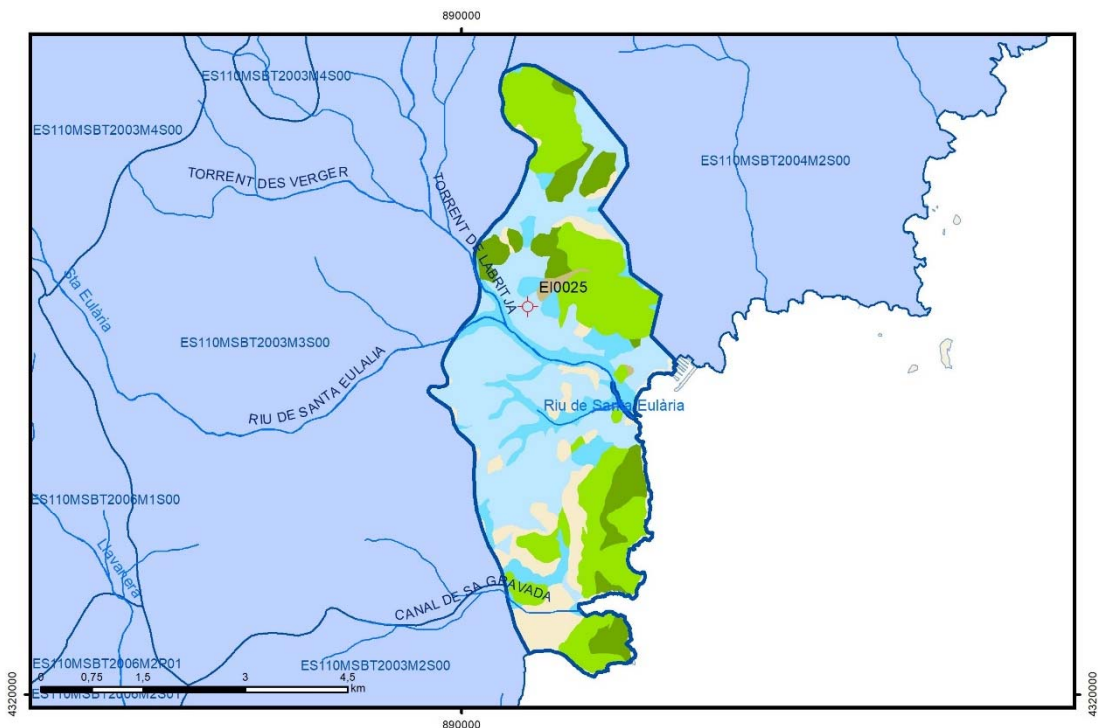 890000
ES110MSBT2003M4S00
ES110MSBT2003M4S00
ES110MSBT2004M2S00
TORRENT DES VERGER
TORRENT DE LABRITJA
Sta Eulària
EI0025
ES110MSBT2003M3S00
RIU DE SANTA EULALIA
Riu de Santa Eulària
ES110MSBT2006M1S00
Llavanera
CANAL DE SA GRAVADA
ES110MSBT2006M2R01
ES110MSBT2003M2S00
0 0,75 1,5 3 4,5
km
ES110MSBT2006M2S01
4320000
4320000
890000